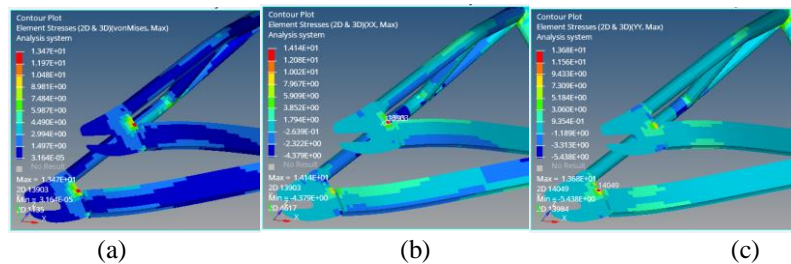 Contour Plot
Element Stresses (2D & 3D)(vonMises, Max)
Analysis system
1.347E+01
1.197E+01
1.048E+01
8.981E+00
7.484E+00
5.987E+00
4.490E+00
2.994E+00
1.497E+00
3.164E-05
No Result
Max = 1.347E+01
2D 13903
Min = 3.164E-05
X
(a)
Contour Plot
Element Stresses (2D & 3D)(XX, Max)
Analysis system
1.414E+01
1.208E+01
1.002E+01
7.967E+00
5.909E+00
3.852E+00
1.794E+00
-2.639E-01
-2.322E+00
-4.379E+00
No Result
Max = 1.414E+01
2D 13903
Min = -4.379E+00
X
(b)
Contour Plot
Element Stresses (2D & 3D)(YY, Max)
Analysis system
1.368E+01
1.156E+01
9.433E+00
7.309E+00
5.184E+00
3.060E+00
9.354E-01
-1.189E+00
-3.313E+00
-5.438E+00
No Result
Max = 1.368E+01
2D 14049
Min = -5.438E+00
14049
X
(c)